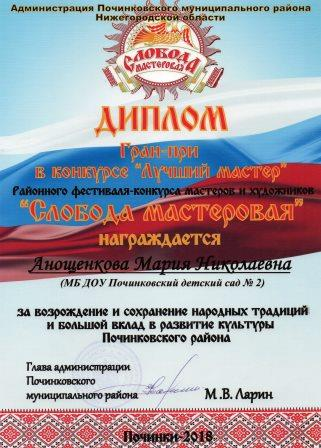 Администрация Починковского муниципального района
Нижегородской области
СЛОБОДА
МАСТЕРОВАЯ
ДИПЛОМ
Гран-при
в конкурсе "Лучший мастер"
Районного фестиваля-конкурса мастеров и художников
"Слобода мастеровая"
награждается
Анощенкова Мария Николаевна
(МБ ДОУ Починковский детский сад № 2)
за возрождение и сохранение народных традиций
и большой вклад в развитие культуры
Починковского района
Глава администрации
Починковского
муниципального района М.В. Ларин
Починки-2018